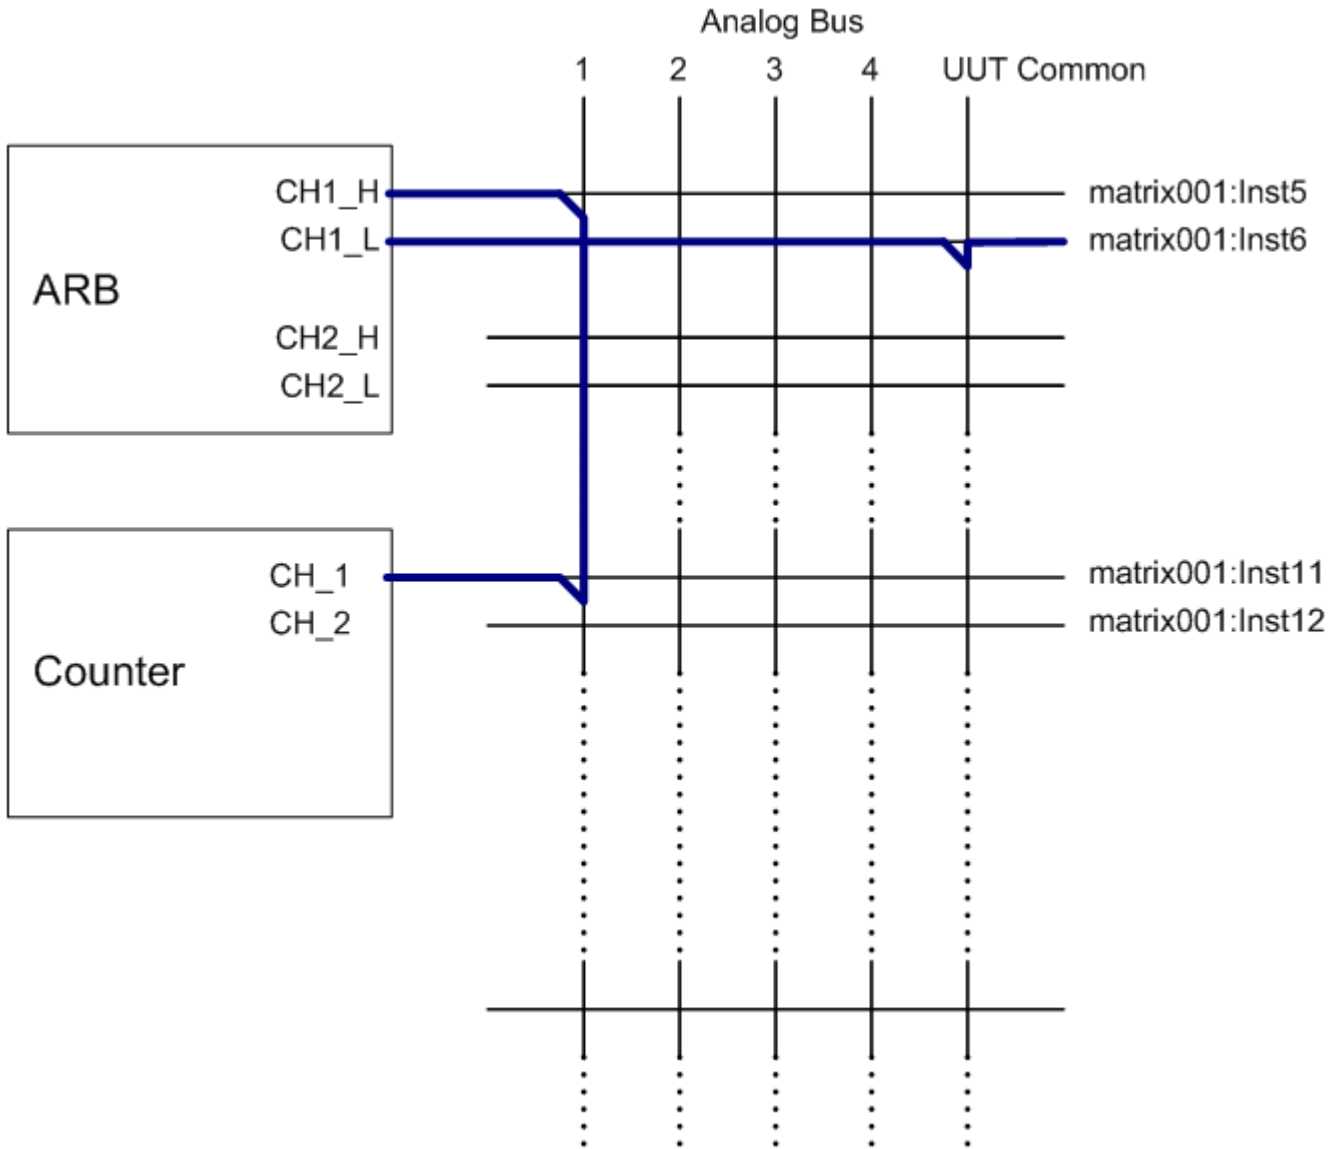 Analog Bus
1 2 3 4 UUT Common
CH1_H matrix001:Inst5
CH1_L matrix001:Inst6
ARB
CH2_H
CH2_L
CH_1 matrix001:Inst11
CH_2 matrix001:Inst12
Counter